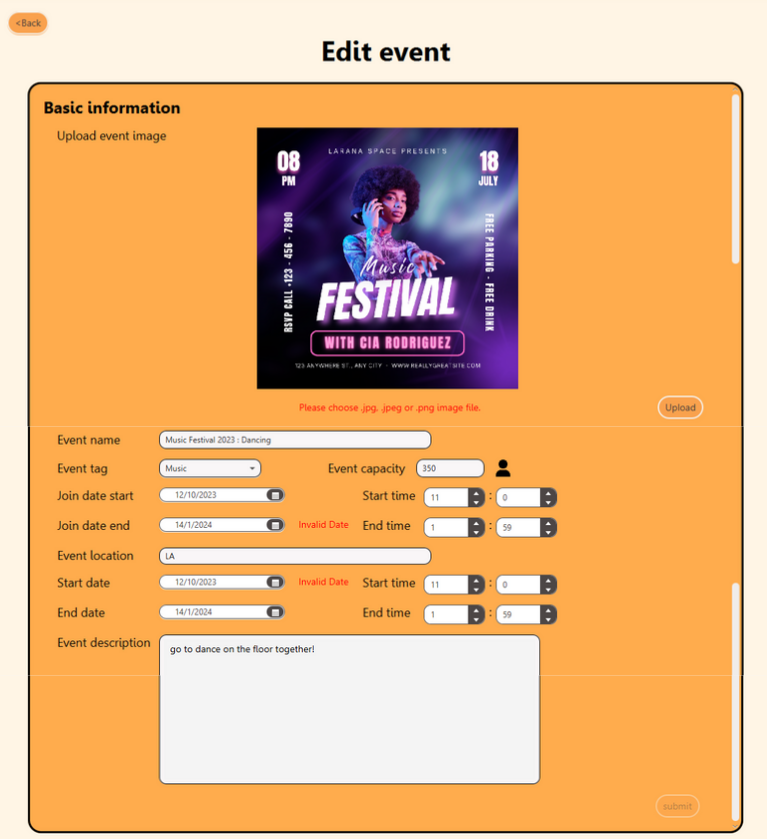 <Back
Edit event
Basic information
Upload event image
08
PM
LARANA SPACE PRESENTS
18
JULY
RSVP CALL +123 - 456 - 7890
FREE PARKING - FREE DRINK
Music
FESTIVAL
WITH CIA RODRIGUEZ
123 ANYWHERE ST., ANY CITY - WWW.REALLYGREATSITE.COM
Please choose .jpg, .jpeg or .png image file.
Upload
Event name Music Festival 2023 : Dancing
Event tag Music Event capacity 350
Join date start 12/10/2023 Start time 11 : 0
Join date end 14/1/2024 Invalid Date End time 1 : 59
Event location LA
Start date 12/10/2023 Invalid Date Start time 11 : 0
End date 14/1/2024 End time 1 : 59
Event description go to dance on the floor together!
submit